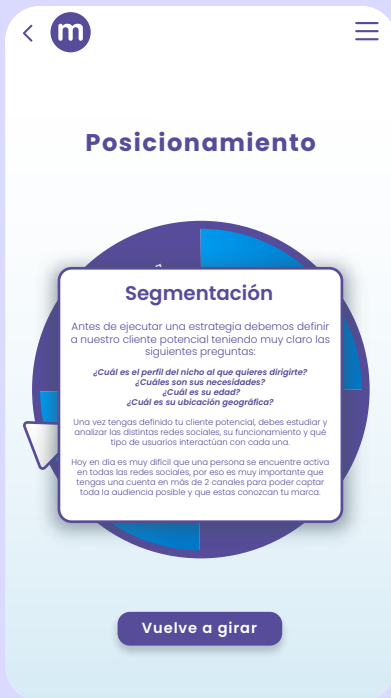 m
Posicionamiento
Segmentación
Antes de ejecutar una estrategia debemos definir
a nuestro cliente potencial teniendo muy claro las
siguientes preguntas:
¿Cuál es el perfil del nicho al que quieres dirigirte?
¿Cuáles son sus necesidades?
¿Cuál es su edad?
¿Cuál es su ubicación geográfica?
Una vez tengas definido tu cliente potencial, debes estudiar y
analizar las distintas redes sociales, su funcionamiento y qué
tipo de usuarios interactúan con cada una.
Hoy en día es muy difícil que una persona se encuentre activa
en todas las redes sociales, por eso es muy importante que
tengas una cuenta en más de 2 canales para poder captar
toda la audiencia posible y que estas conozcan tu marca.
Vuelve a girar